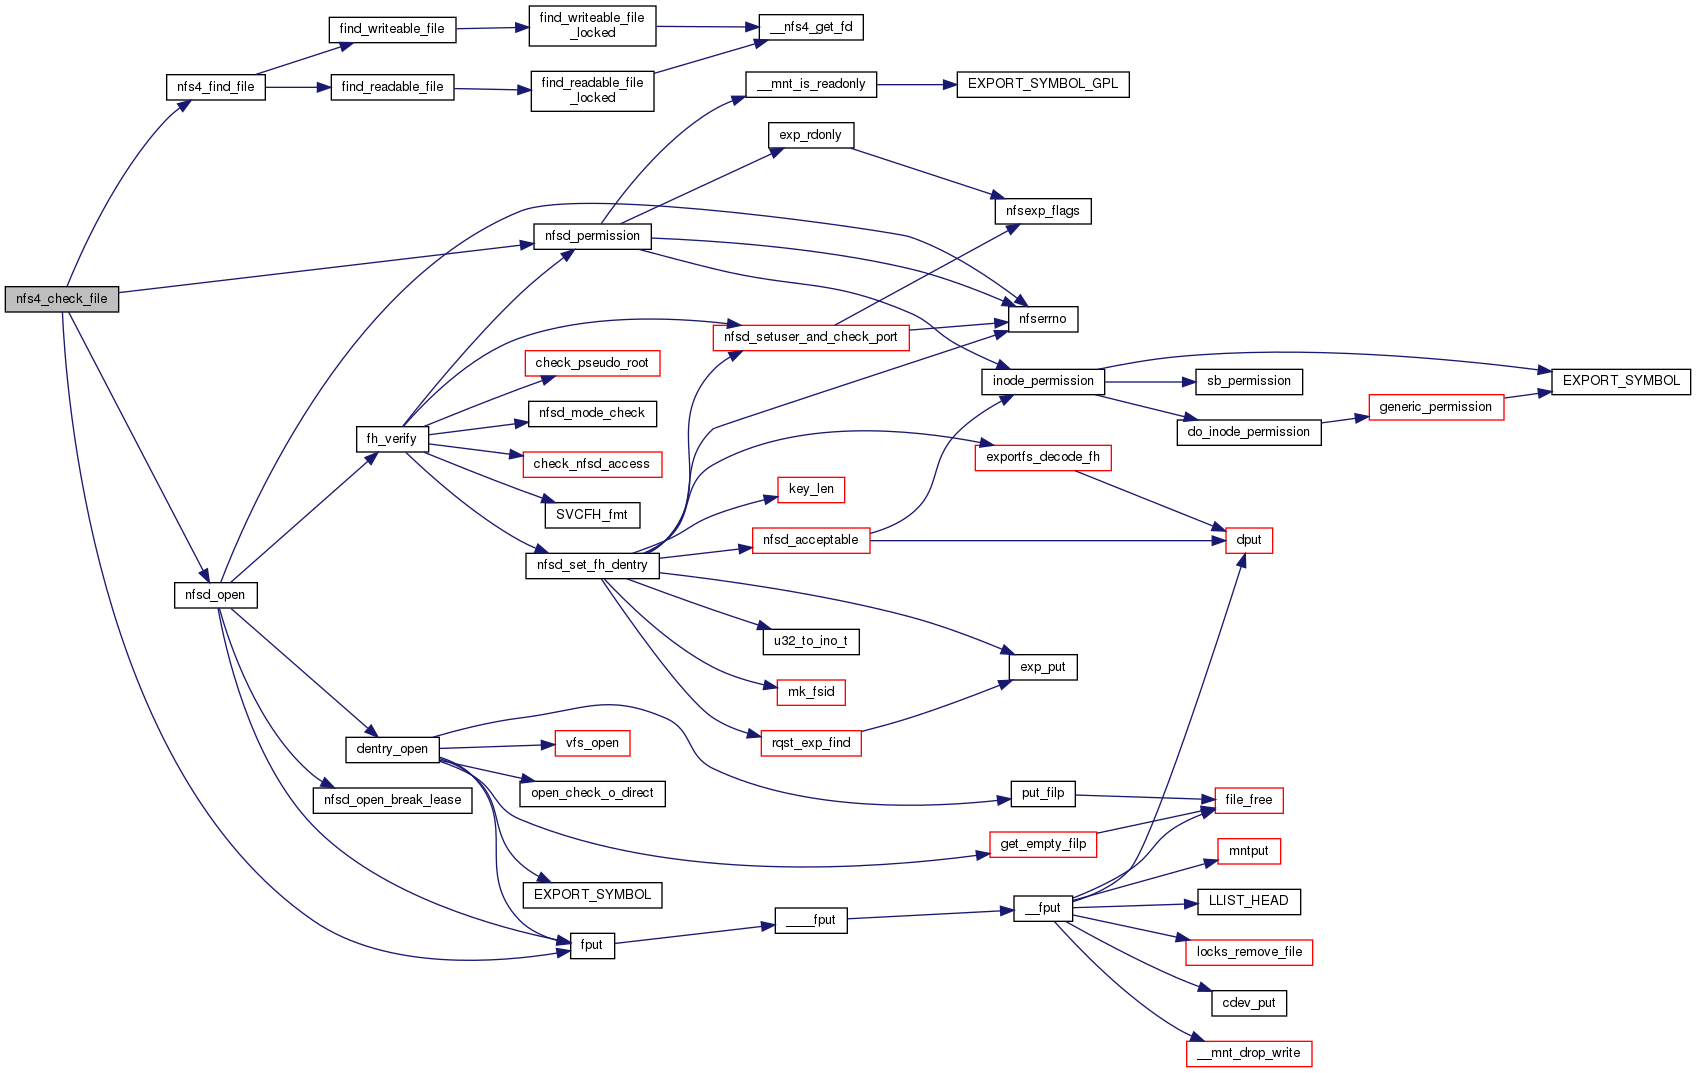 find_writeable_file
find_writeable_file
_locked
__nfs4_get_fd
nfs4_find_file
find_readable_file
find_readable_file
_locked
__mnt_is_readonly
EXPORT_SYMBOL_GPL
exp_rdonly
nfsexp_flags
nfsd_permission
nfs4_check_file
nfserrno
nfsd_setuser_and_check_port
check_pseudo_root
inode_permission
sb_permission
EXPORT_SYMBOL
nfsd_mode_check
generic_permission
fh_verify
do_inode_permission
check_nfsd_access
exportfs_decode_fh
key_len
SVCFH_fmt
nfsd_acceptable
dput
nfsd_set_fh_dentry
nfsd_open
u32_to_ino_t
exp_put
mk_fsid
dentry_open
vfs_open
rqst_exp_find
nfsd_open_break_lease
open_check_o_direct
put_filp
file_free
get_empty_filp
mntput
EXPORT_SYMBOL
LLIST_HEAD
__fput
____fput
fput
locks_remove_file
cdev_put
__mnt_drop_write